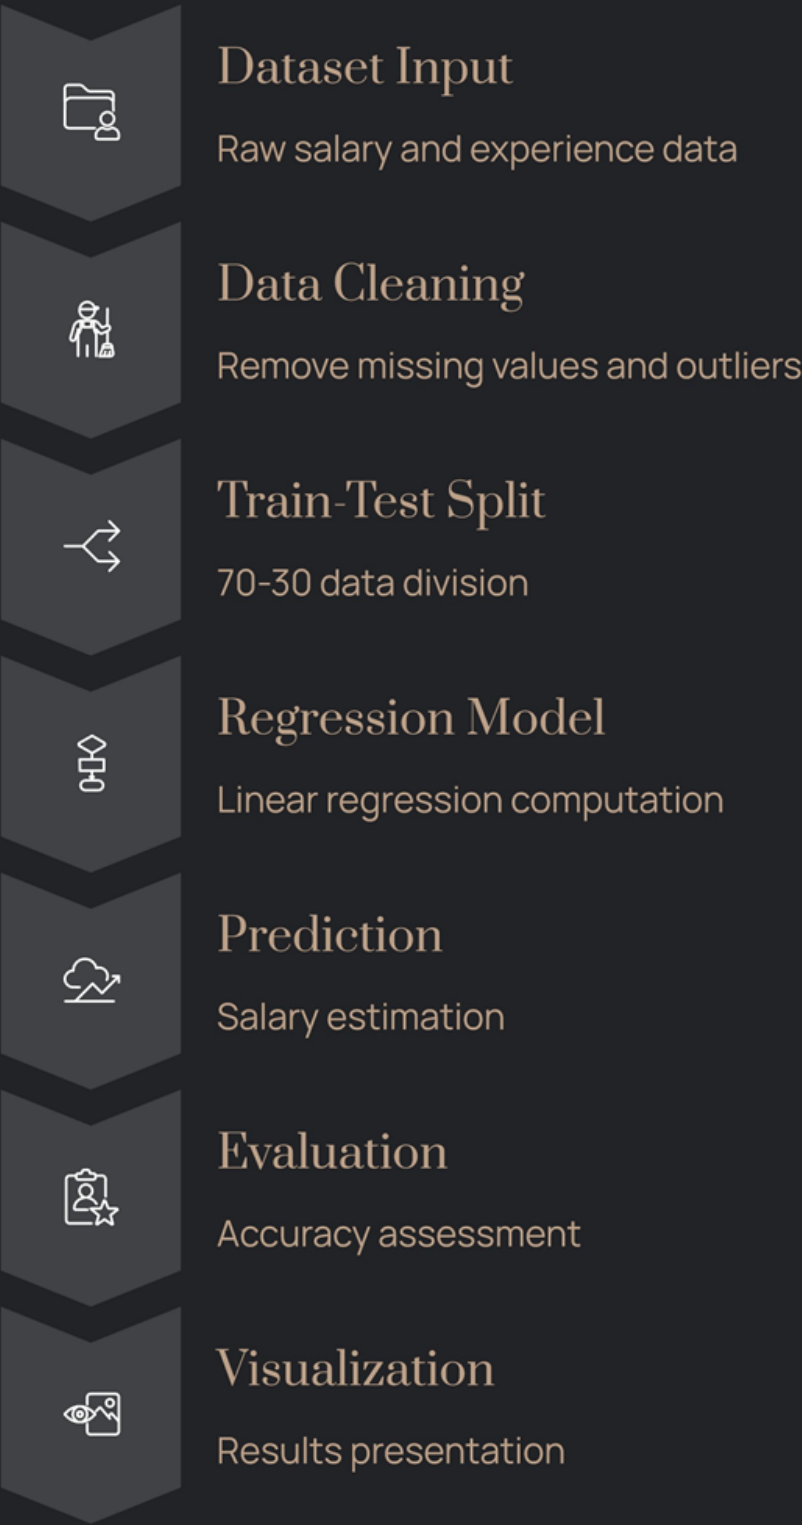 Dataset Input
Raw salary and experience data
Data Cleaning
Remove missing values and outliers
Train-Test Split
70-30 data division
Regression Model
Linear regression computation
Prediction
Salary estimation
Evaluation
Accuracy assessment
Visualization
Results presentation